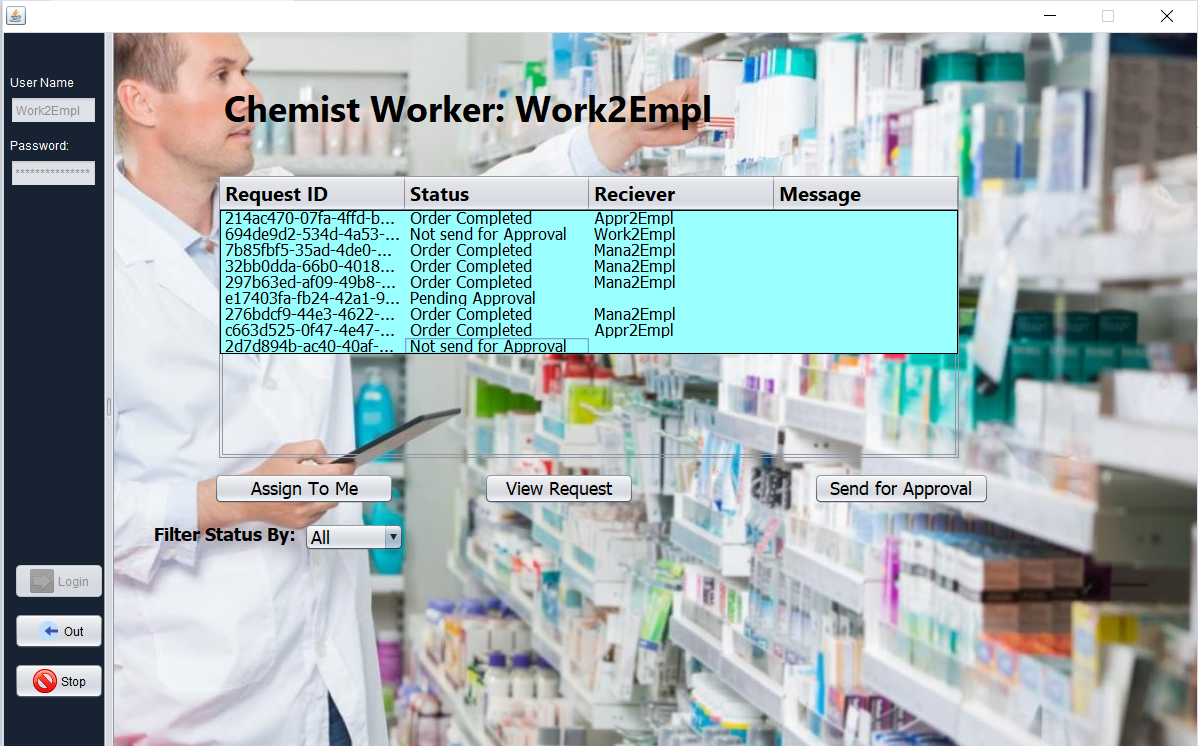 User Name
Work2Empl
Password:
***************
Chemist Worker: Work2Empl
Request ID Status Reciever Message
214ac470-07fa-4ffd-b... Order Completed Appr2Empl
694de9d2-534d-4a53-... Not send for Approval Work2Empl
7b85fbf5-35ad-4de0-... Order Completed Mana2Empl
32bb0dda-66b0-4018... Order Completed Mana2Empl
297b63ed-af09-49b8-... Order Completed Mana2Empl
e17403fa-fb24-42a1-9... Pending Approval
276bdcf9-44e3-4622-... Order Completed Mana2Empl
c663d525-0f47-4e47-... Order Completed Appr2Empl
2d7d894b-ac40-40af-... Not send for Approval
Assign To Me View Request Send for Approval
Filter Status By: All
Login
Out
Stop